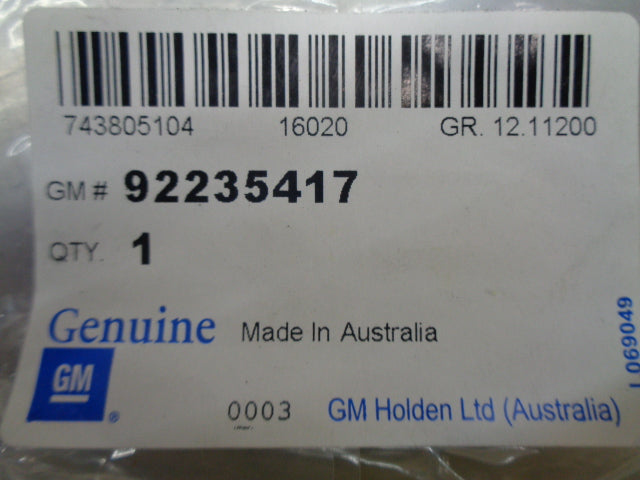 743805104 16020 GR. 12.11200
GM # 92235417
QTY. 1
Genuine Made In Australia
GM ®
0003 GM Holden Ltd (Australia)
L069049